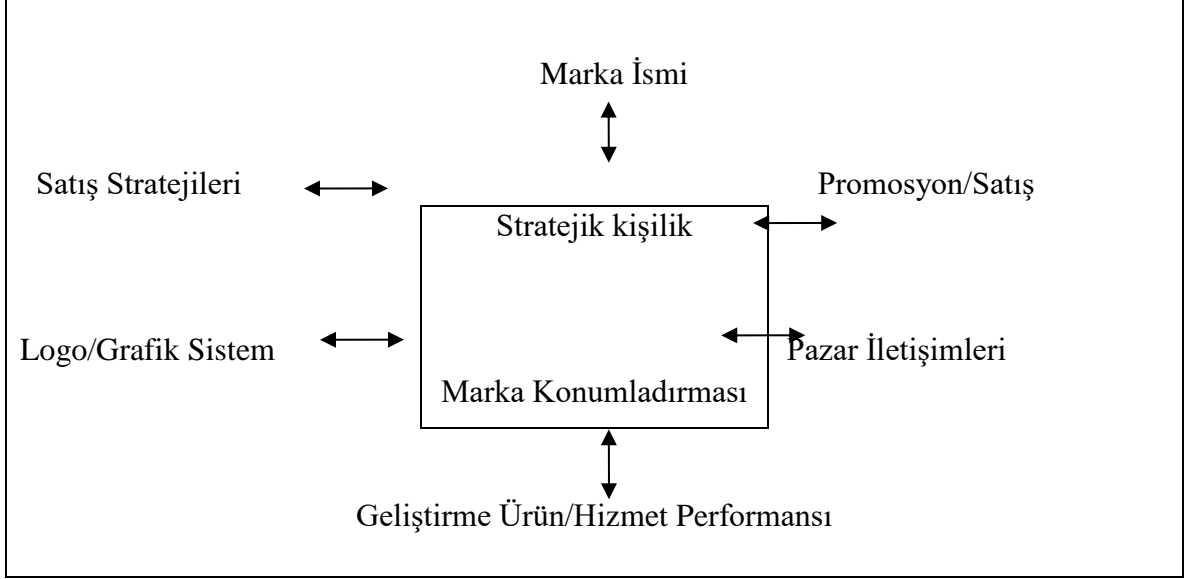 Marka İsmi
Satış Stratejileri
Promosyon/Satış
Stratejik kişilik
Logo/Grafik Sistem
Pazar İletişimleri
Marka Konumladırması
Geliştirme Ürün/Hizmet Performansı